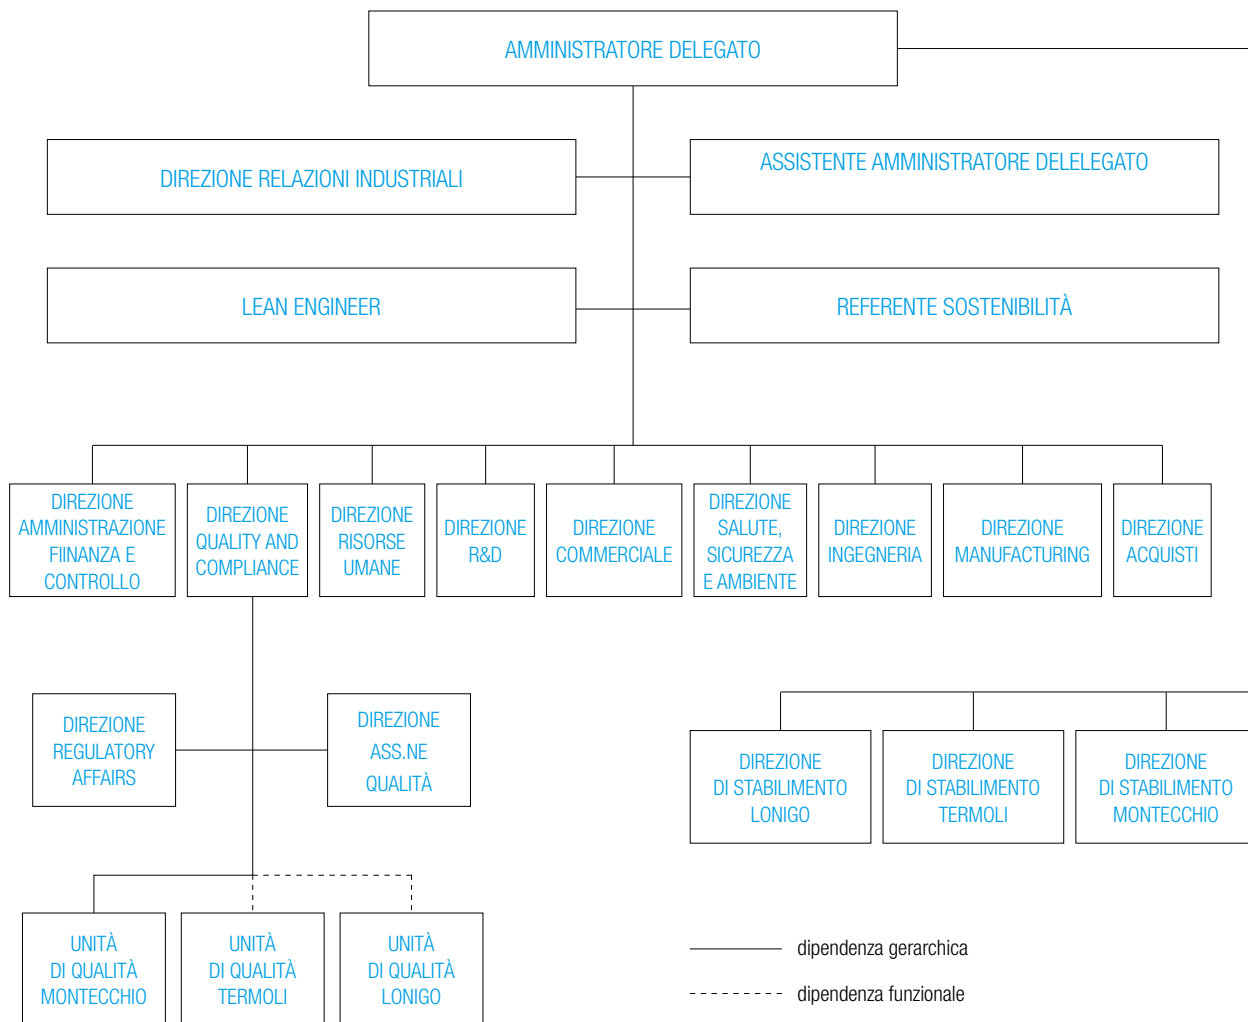 AMMINISTRATORE DELEGATO
DIREZIONE RELAZIONI INDUSTRIALI
ASSISTENTE AMMINISTRATORE DELELEGATO
LEAN ENGINEER
REFERENTE SOSTENIBILITÀ
DIREZIONE
AMMINISTRAZIONE
FIINANZA E
CONTROLLO
DIREZIONE
QUALITY AND
COMPLIANCE
DIREZIONE
RISORSE
UMANE
DIREZIONE
R&D
DIREZIONE
COMMERCIALE
DIREZIONE
SALUTE,
SICUREZZA
E AMBIENTE
DIREZIONE
INGEGNERIA
DIREZIONE
MANUFACTURING
DIREZIONE
ACQUISTI
DIREZIONE
REGULATORY
AFFAIRS
DIREZIONE
ASS.NE
QUALITÀ
DIREZIONE
DI STABILIMENTO
LONIGO
DIREZIONE
DI STABILIMENTO
TERMOLI
DIREZIONE
DI STABILIMENTO
MONTECCHIO
UNITÀ
DI QUALITÀ
MONTECCHIO
UNITÀ
DI QUALITÀ
TERMOLI
UNITÀ
DI QUALITÀ
LONIGO
dipendenza gerarchica
dipendenza funzionale